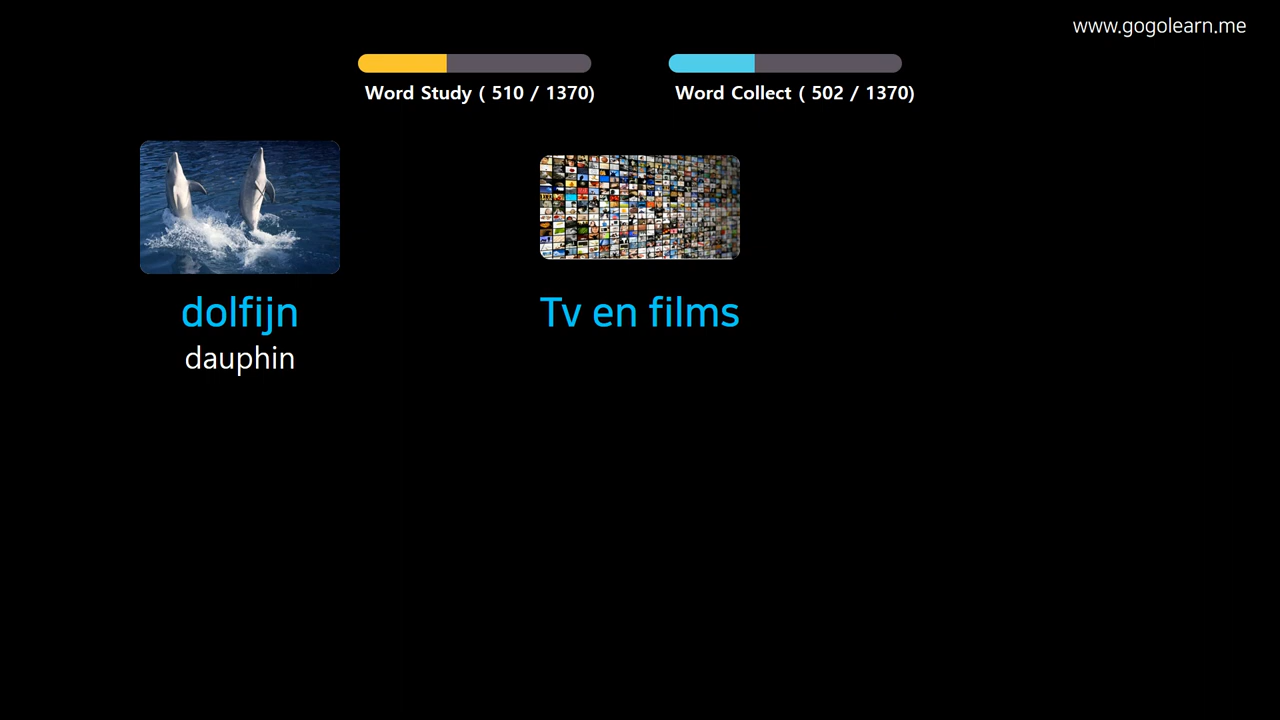 www.gogolearn.me
Word Study ( 510 / 1370)
Word Collect ( 502 / 1370)
dolfijn
dauphin
Tv en films